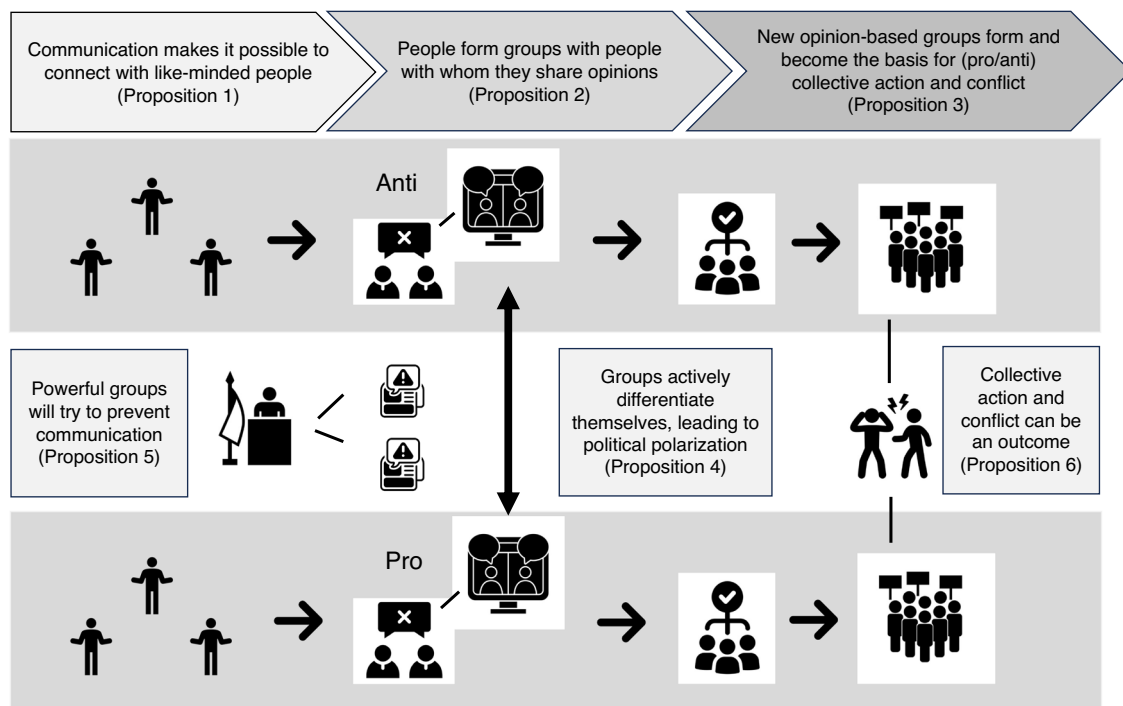 Communication makes it possible to
connect with like-minded people
(Proposition 1)
People form groups with people
with whom they share opinions
(Proposition 2)
New opinion-based groups form and
become the basis for (pro/anti)
collective action and conflict
(Proposition 3)
Anti
Powerful groups
will try to prevent
communication
(Proposition 5)
Groups actively
differentiate
themselves, leading to
political polarization
(Proposition 4)
Collective
action and
conflict can be
an outcome
(Proposition 6)
Pro